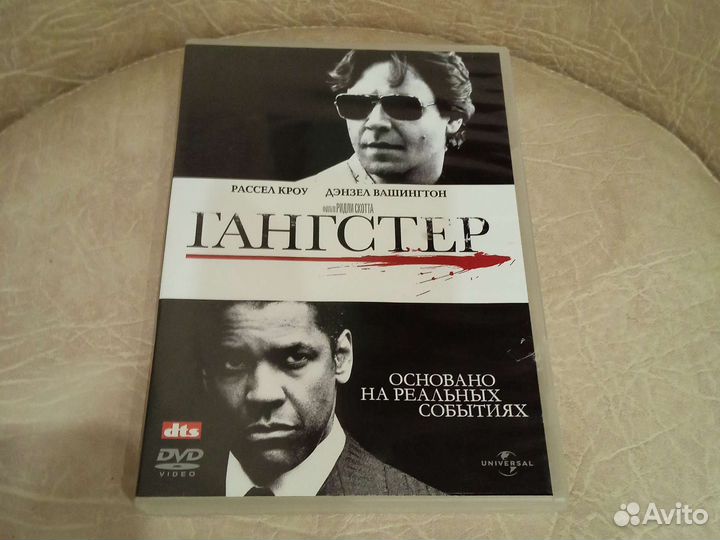 РАССЕЛ КРОУ ДЭНЗЕЛ ВАШИНГТОН
ФИЛЬМ РИДЛИ СКОТТА
ГАНГСТЕР
ОСНОВАНО
НА РЕАЛЬНЫХ
СОБЫТИЯХ
dts
DVD
VIDEO
UNIVERSAL
Avito